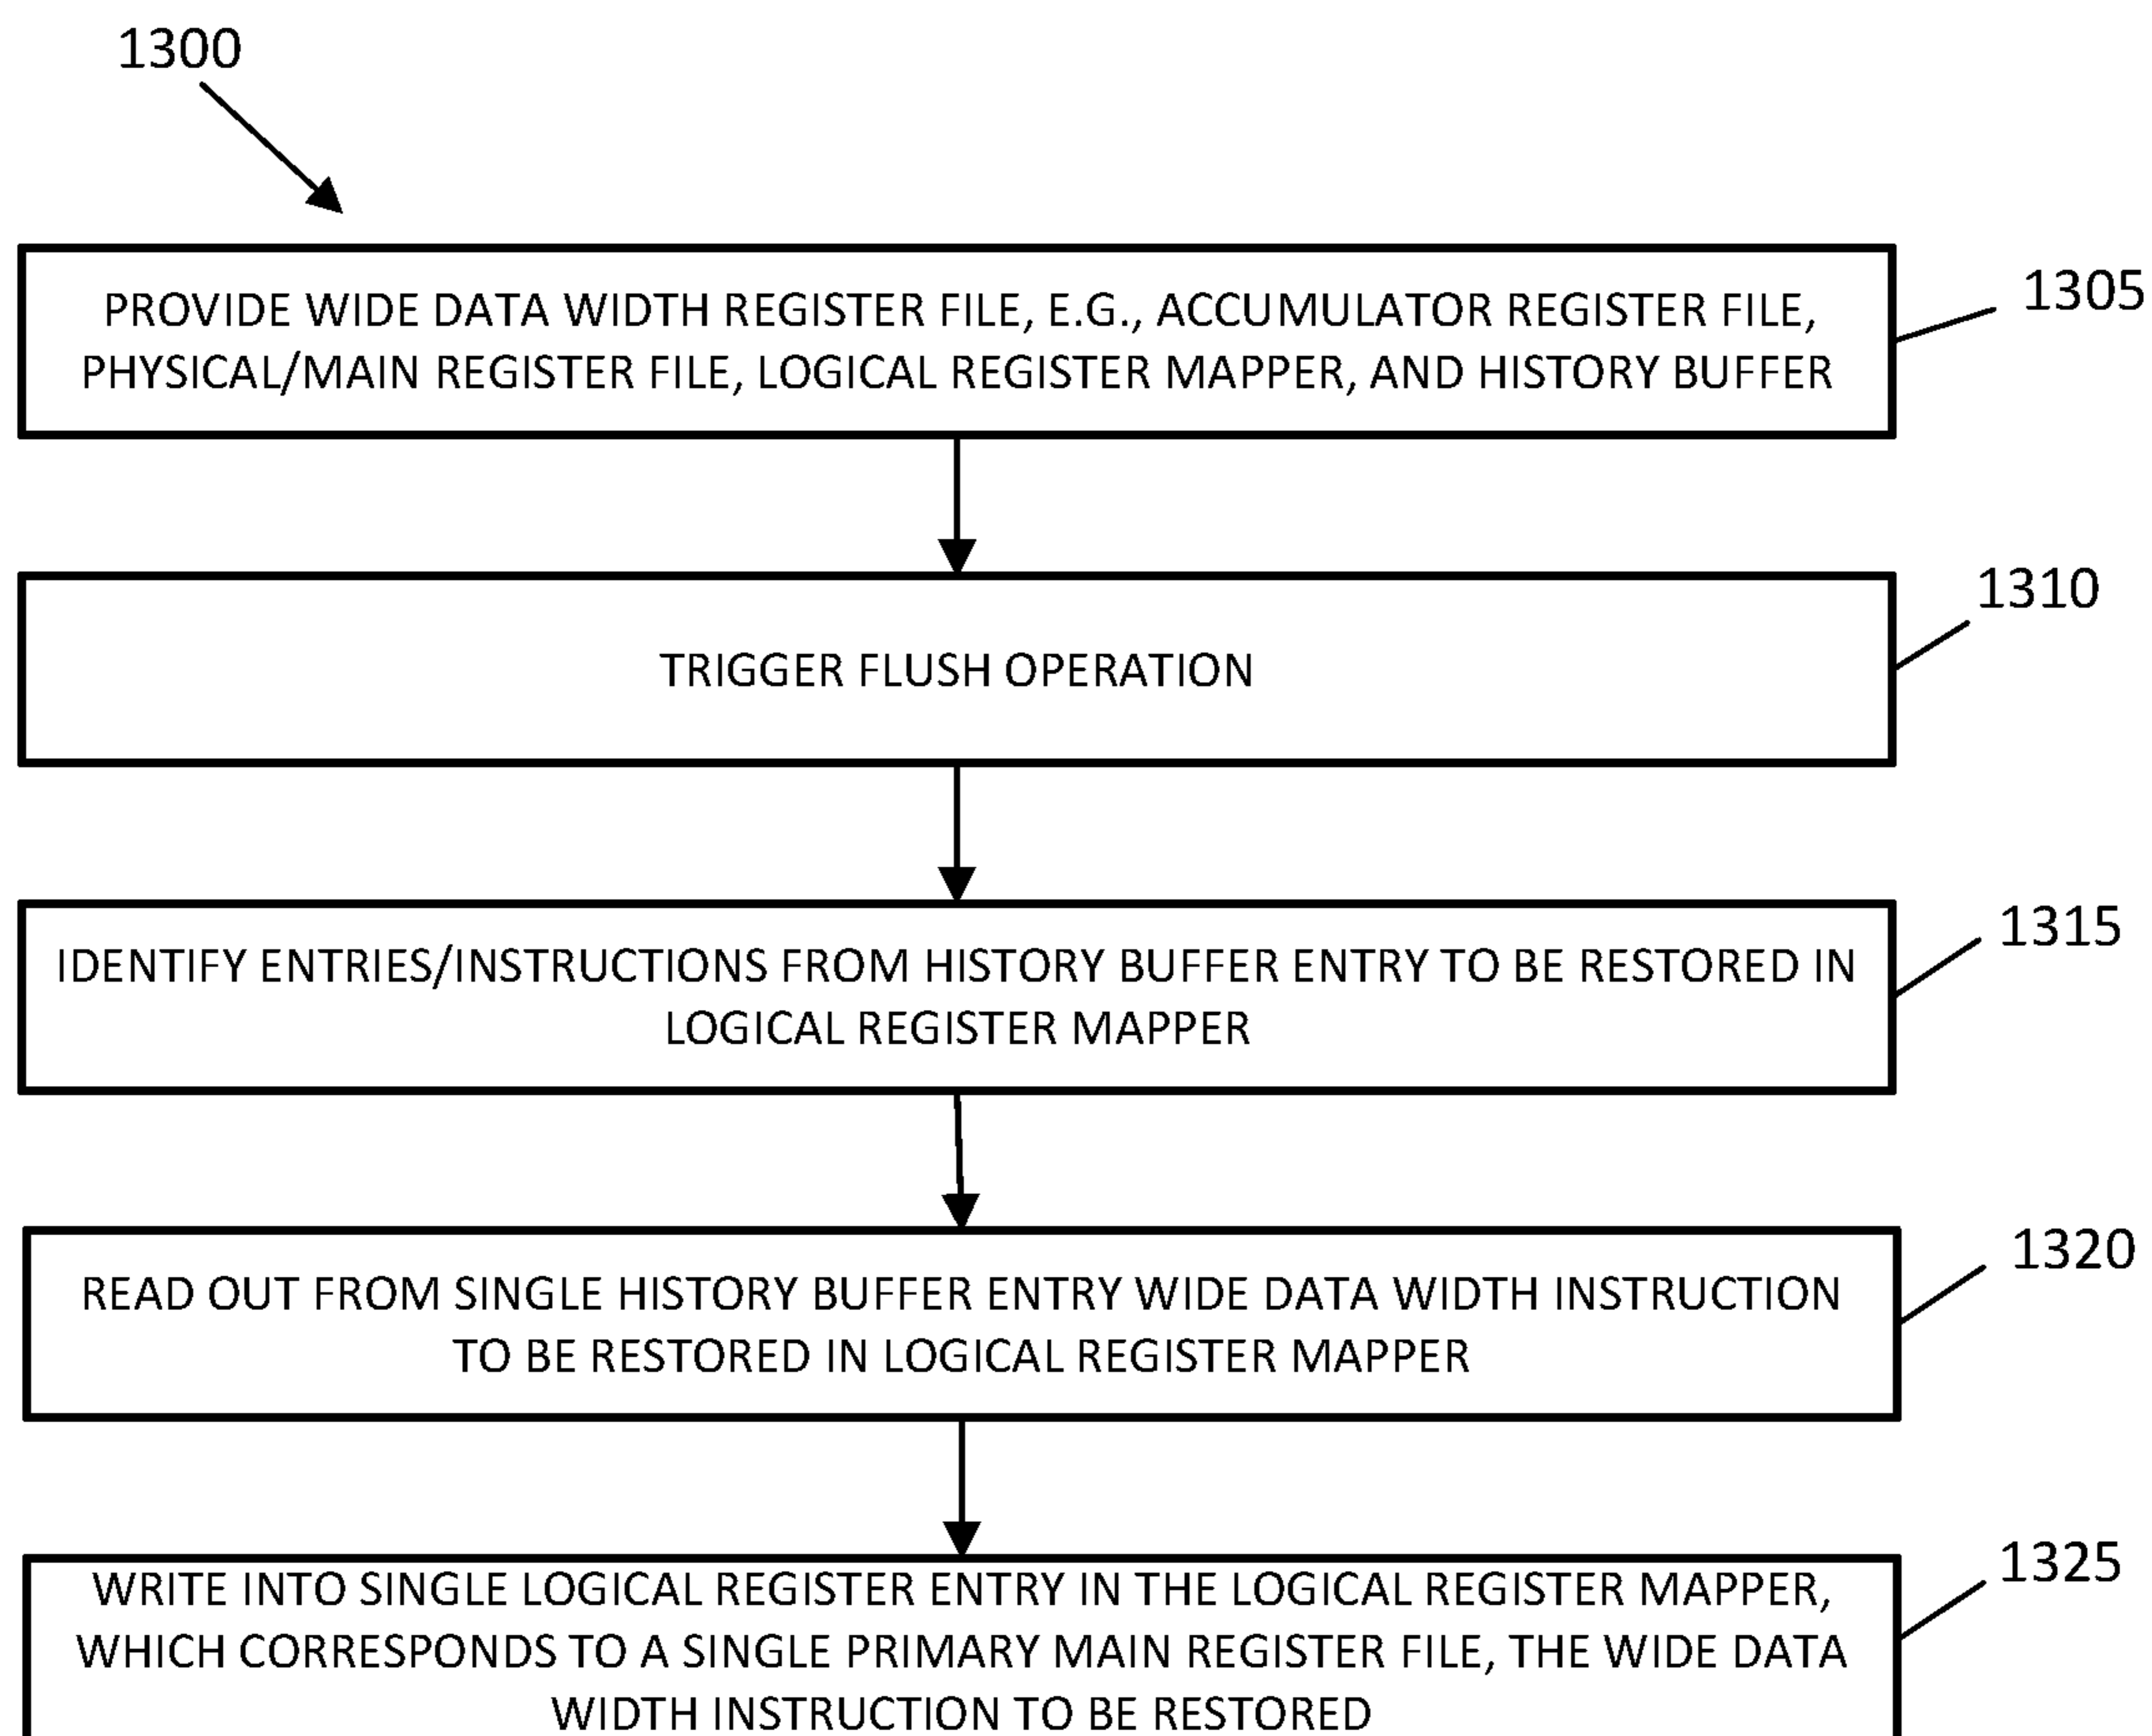 1300
PROVIDE WIDE DATA WIDTH REGISTER FILE, E.G., ACCUMULATOR REGISTER FILE,
PHYSICAL/MAIN REGISTER FILE, LOGICAL REGISTER MAPPER, AND HISTORY BUFFER
1305
TRIGGER FLUSH OPERATION
1310
IDENTIFY ENTRIES/INSTRUCTIONS FROM HISTORY BUFFER ENTRY TO BE RESTORED IN
LOGICAL REGISTER MAPPER
1315
READ OUT FROM SINGLE HISTORY BUFFER ENTRY WIDE DATA WIDTH INSTRUCTION
TO BE RESTORED IN LOGICAL REGISTER MAPPER
1320
WRITE INTO SINGLE LOGICAL REGISTER ENTRY IN THE LOGICAL REGISTER MAPPER,
WHICH CORRESPONDS TO A SINGLE PRIMARY MAIN REGISTER FILE, THE WIDE DATA
WIDTH INSTRUCTION TO BE RESTORED
1325